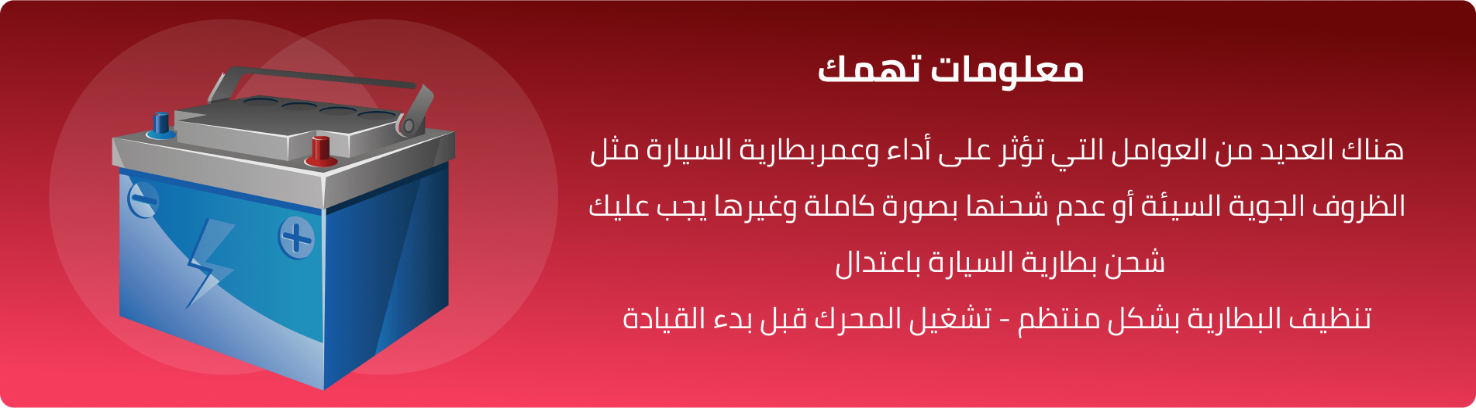 معلومات تهمك
هناك العديد من العوامل التي تؤثر على أداء وعمربطارية السيارة مثل
الظروف الجوية السيئة أو عدم شحنها بصورة كاملة وغيرها يجب عليك
شحن بطارية السيارة باعتدال
تنظيف البطارية بشكل منتظم - تشغيل المحرك قبل بدء القيادة